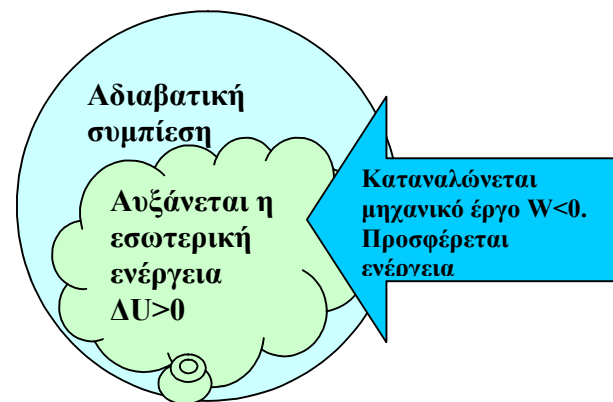 Αδιαβατική
συμπίεση
Αυξάνεται η
εσωτερική
ενέργεια
ΔU>0
Καταναλώνεται
μηχανικό έργο W<0.
Προσφέρεται
ενέργεια